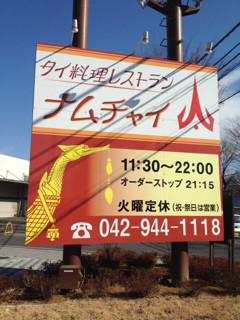 タイ料理レストラン
ナムチャイ
11:30〜22:00
オーダーストップ 21:15
火曜定休(祝・祭日は営業)
☎042-944-1118